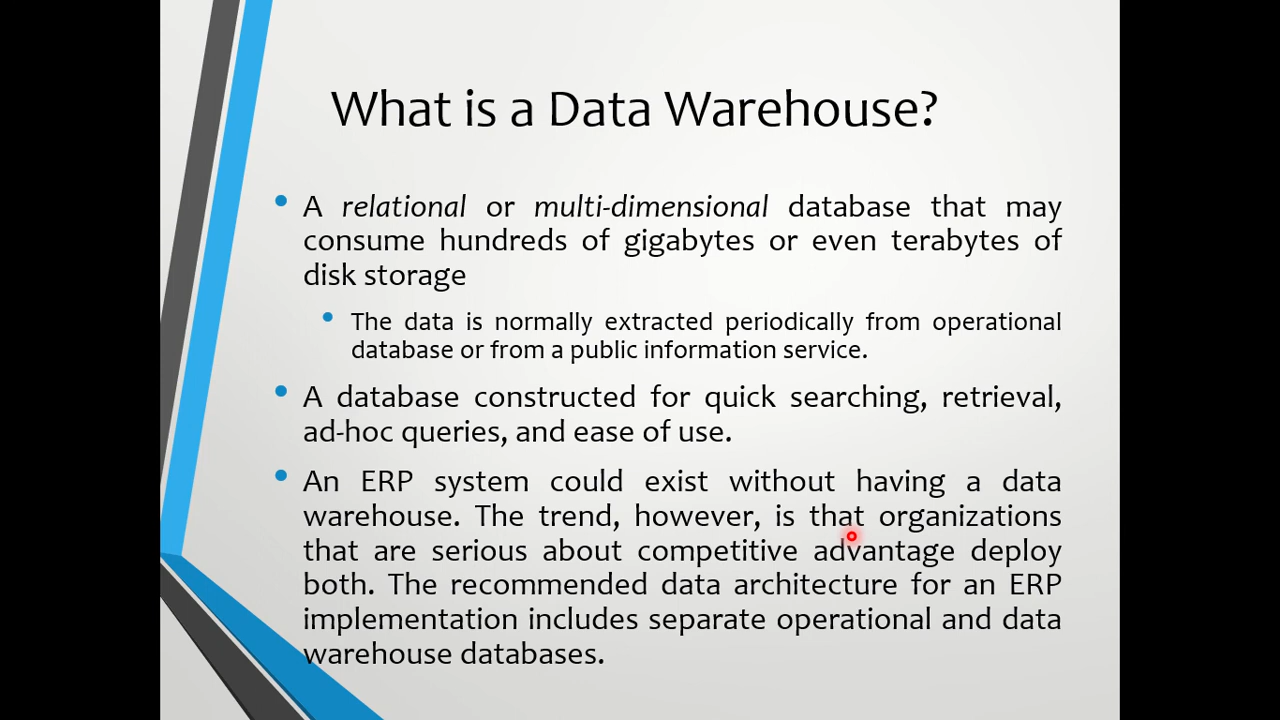 What is a Data Warehouse?
• A relational or multi-dimensional database that may
consume hundreds of gigabytes or even terabytes of
disk storage
• The data is normally extracted periodically from operational
database or from a public information service.
• A database constructed for quick searching, retrieval,
ad-hoc queries, and ease of use.
• An ERP system could exist without having a data
warehouse. The trend, however, is that organizations
that are serious about competitive advantage deploy
both. The recommended data architecture for an ERP
implementation includes separate operational and data
warehouse databases.